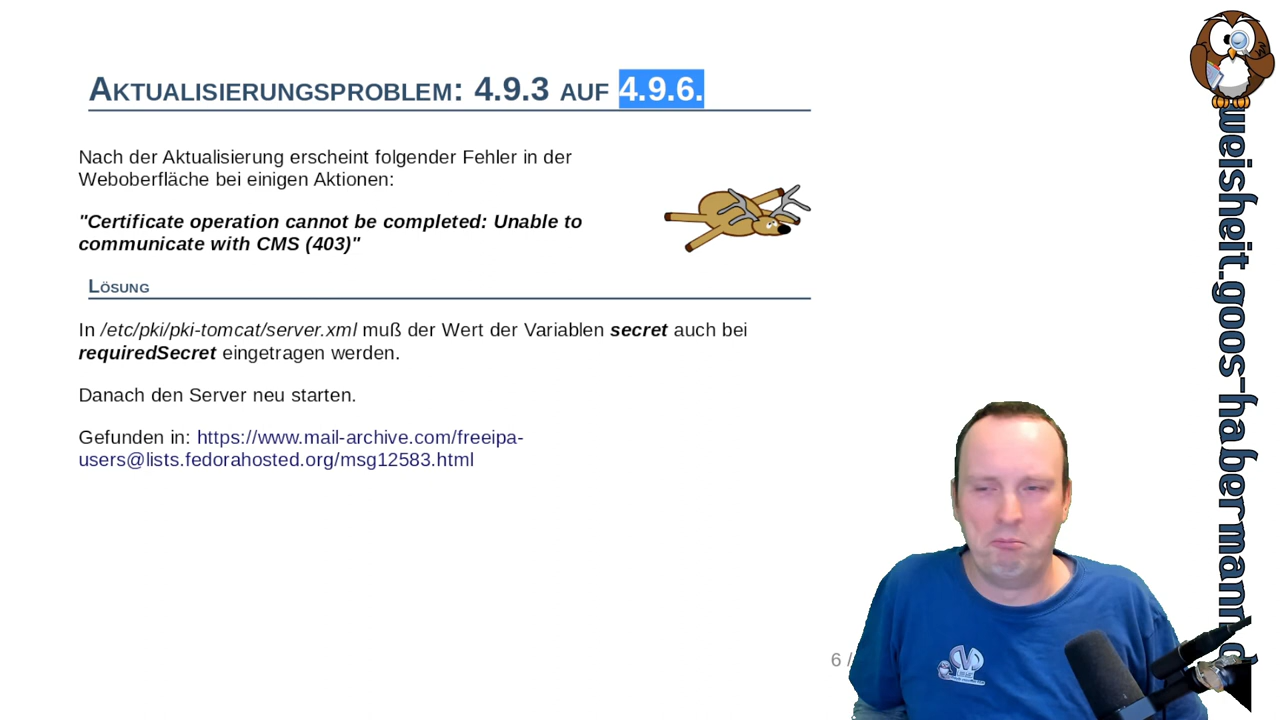 Aktualisierungsproblem: 4.9.3 auf 4.9.6.
Nach der Aktualisierung erscheint folgender Fehler in der
Weboberfläche bei einigen Aktionen:
"Certificate operation cannot be completed: Unable to
communicate with CMS (403)"
Lösung
In /etc/pki/pki-tomcat/server.xml muß der Wert der Variablen secret auch bei
requiredSecret eingetragen werden.
Danach den Server neu starten.
Gefunden in: https://www.mail-archive.com/freeipa-
users@lists.fedorahosted.org/msg12583.html
6 /
weisheit.goos-habermann.d